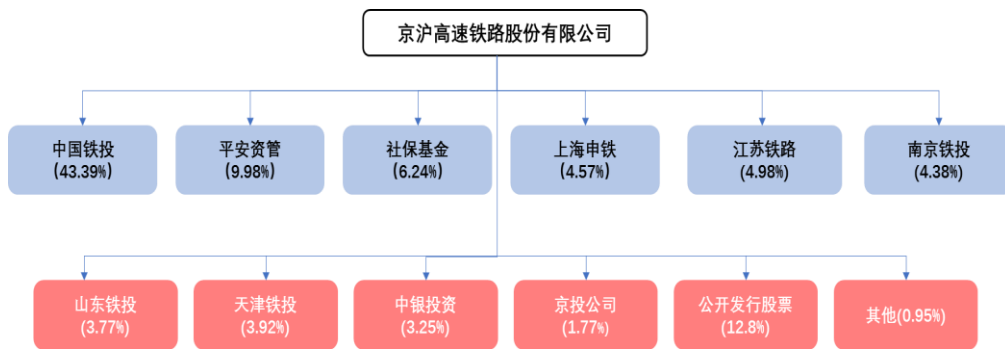 京沪高速铁路股份有限公司
中国铁投
(43.39%)
平安资管
(9.98%)
社保基金
(6.24%)
上海申铁
(4.57%)
江苏铁路
(4.98%)
南京铁投
(4.38%)
山东铁投
(3.77%)
天津铁投
(3.92%)
中银投资
(3.25%)
京投公司
(1.77%)
公开发行股票
(12.8%)
其他(0.95%)